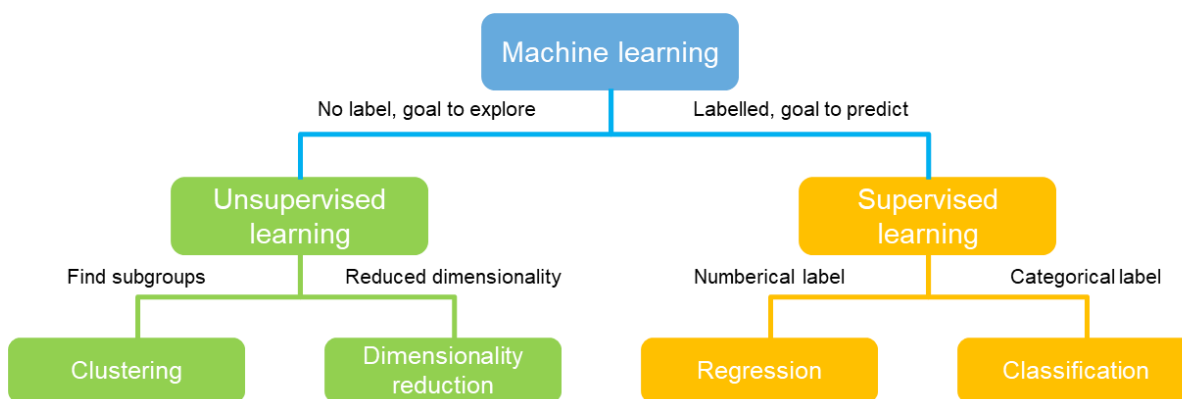 Machine learning
No label, goal to explore
Labelled, goal to predict
Unsupervised
learning
Supervised
learning
Find subgroups
Reduced dimensionality
Numberical label
Categorical label
Clustering
Dimensionality
reduction
Regression
Classification